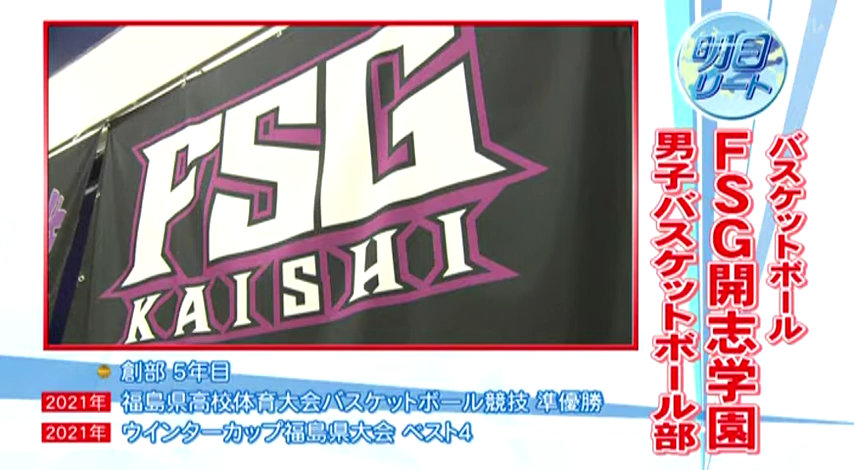 明日
リート
バスケットボール
FSG開志学園
男子バスケットボール部
FSG
KAISHI
創部 5年目
2021年 福島県高校体育大会バスケットボール競技 準優勝
2021年 ウインターカップ福島県大会 ベスト4